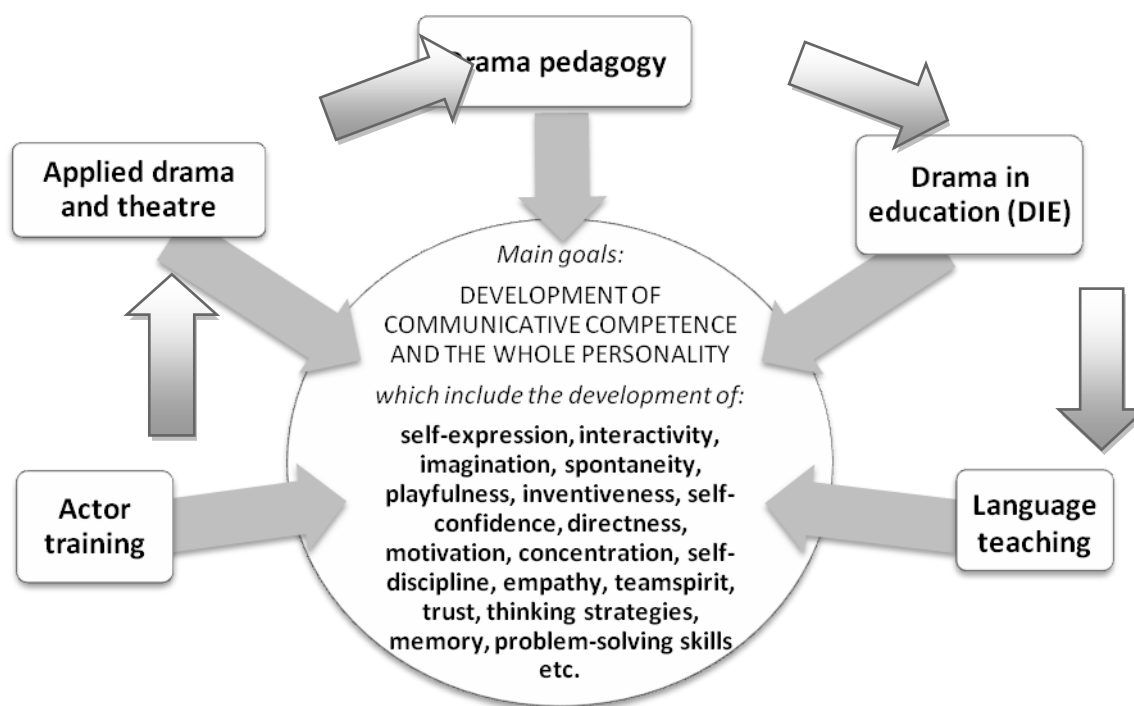 Drama pedagogy
Applied drama
and theatre
Drama in
education (DIE)
Main goals:
DEVELOPMENT OF
COMMUNICATIVE COMPETENCE
AND THE WHOLE PERSONALITY
which include the development of:
self-expression, interactivity,
imagination, spontaneity,
playfulness, inventiveness, self-
confidence, directness,
motivation, concentration, self-
discipline, empathy, teamspirit,
trust, thinking strategies,
memory, problem-solving skills
etc.
Actor
training
Language
teaching